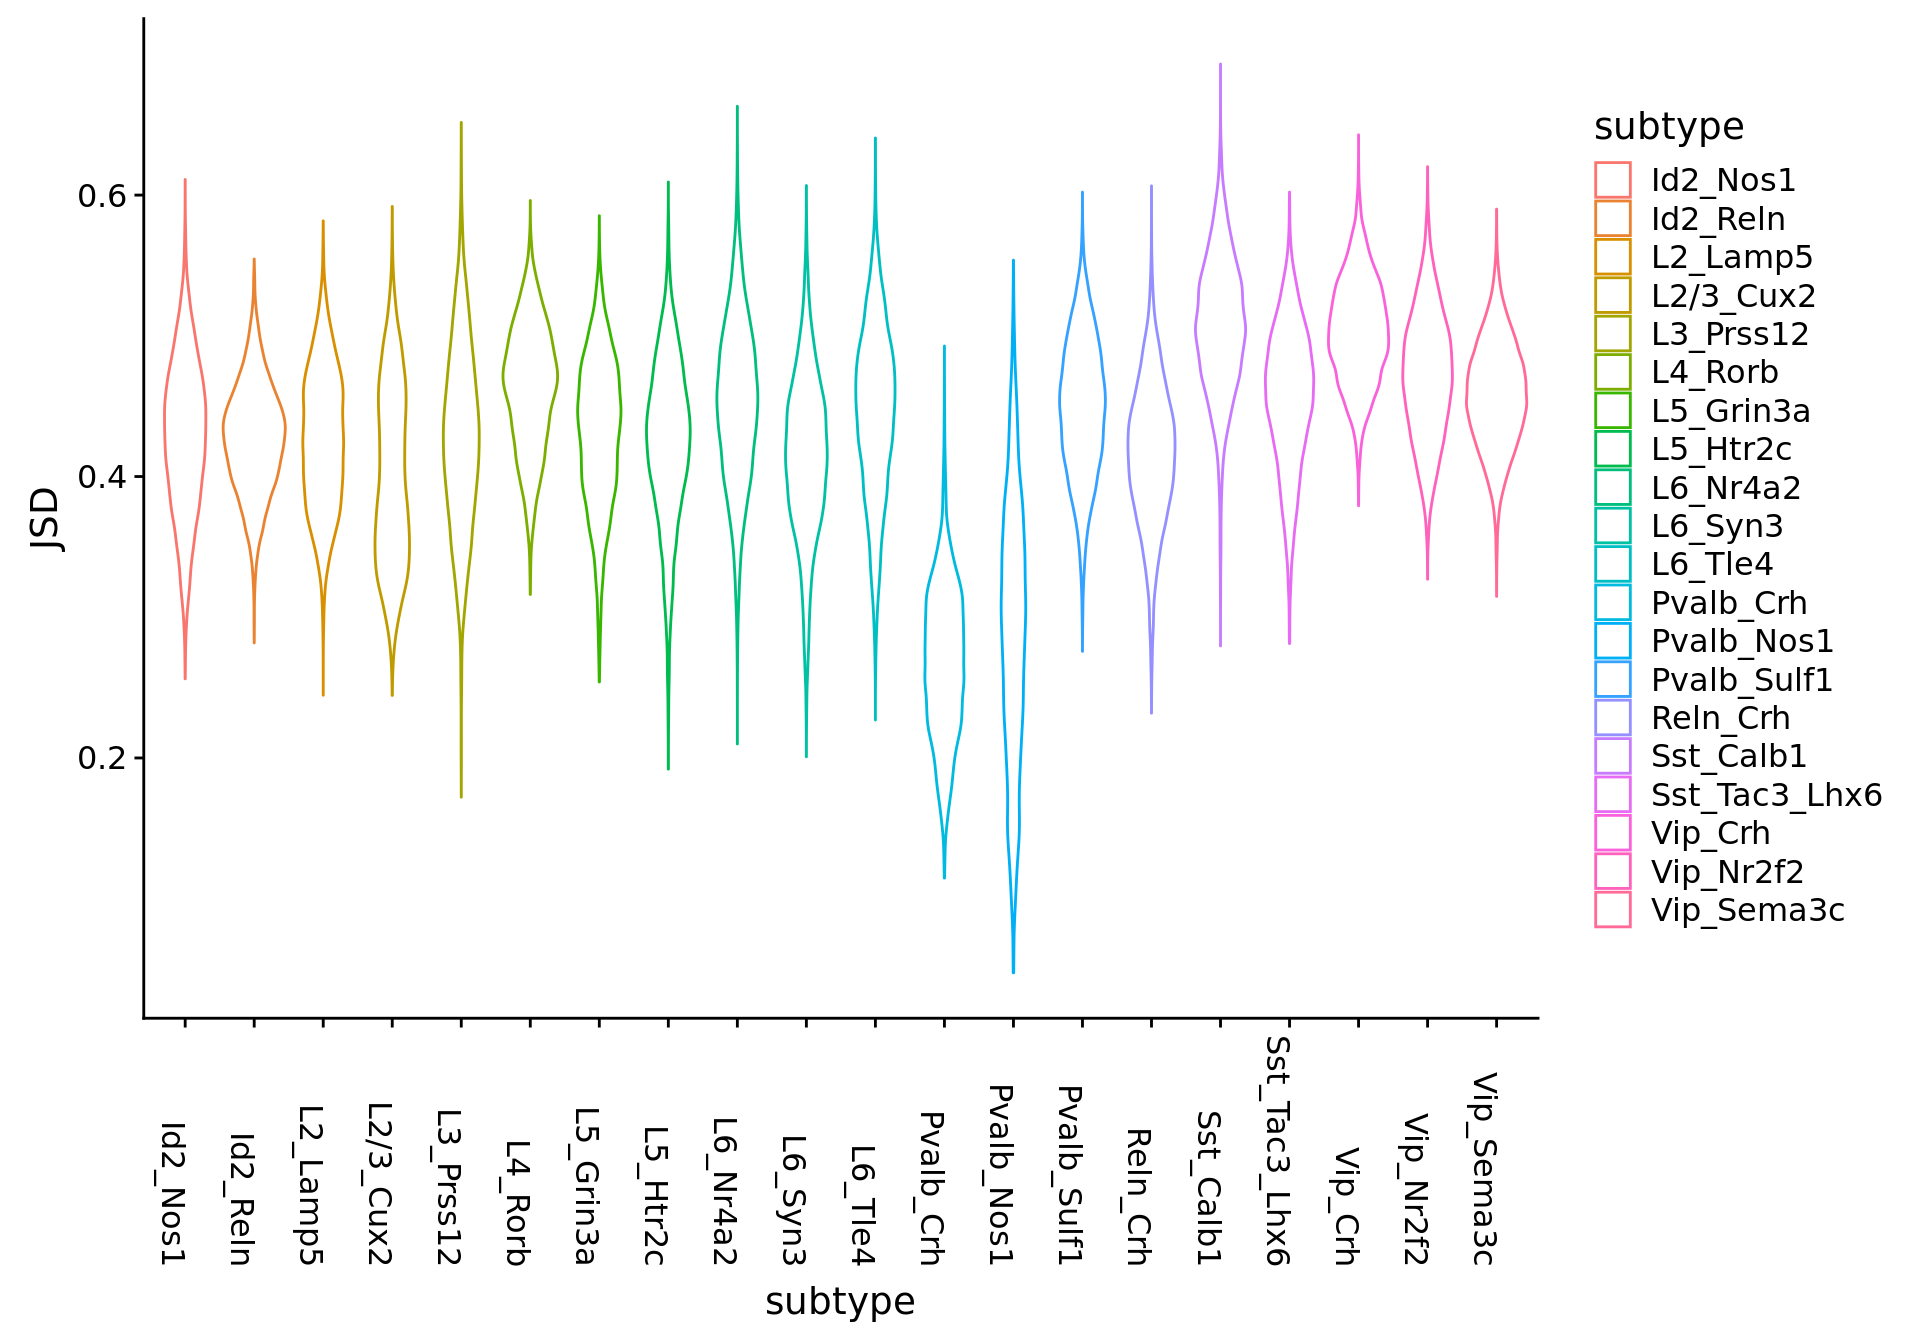 JSD
0.6
0.4
0.2
Id2_Nos1
Id2_Reln
L2_Lamp5
L2/3_Cux2
L3_Prss12
L4_Rorb
L5_Grin3a
L5_Htr2c
L6_Nr4a2
L6_Syn3
L6_Tle4
Pvalb_Crh
Pvalb_Nos1
Pvalb_Sulf1
Reln_Crh
Sst_Calb1
Sst_Tac3_Lhx6
Vip_Crh
Vip_Nr2f2
Vip_Sema3c
subtype
subtype
Id2_Nos1
Id2_Reln
L2_Lamp5
L2/3_Cux2
L3_Prss12
L4_Rorb
L5_Grin3a
L5_Htr2c
L6_Nr4a2
L6_Syn3
L6_Tle4
Pvalb_Crh
Pvalb_Nos1
Pvalb_Sulf1
Reln_Crh
Sst_Calb1
Sst_Tac3_Lhx6
Vip_Crh
Vip_Nr2f2
Vip_Sema3c